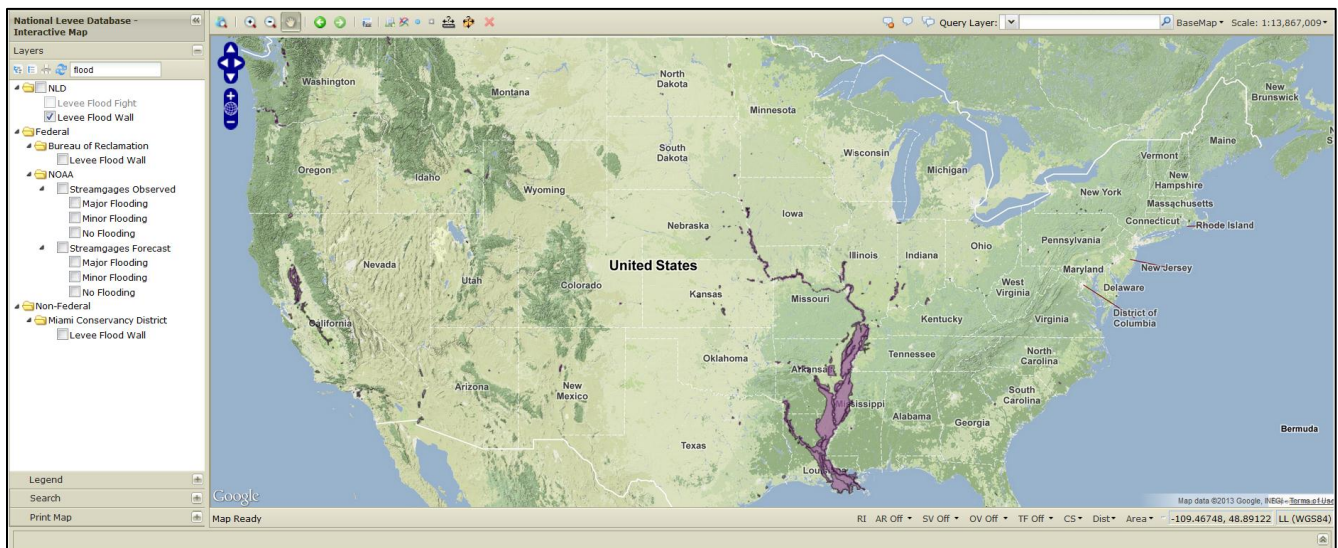 National Levee Database -
Interactive Map
Query Layer:
BaseMap
Scale: 1:13,867,009
Layers
flood
NLD
Levee Flood Fight
Levee Flood Wall
Federal
Bureau of Reclamation
Levee Flood Wall
NOAA
Streamgages Observed
Major Flooding
Minor Flooding
No Flooding
Streamgages Forecast
Major Flooding
Minor Flooding
No Flooding
Non-Federal
Miami Conservancy District
Levee Flood Wall
Legend
Search
Print Map
Washington
Montana
North
Dakota
Minnesota
New
Brunswick
Maine
South
Dakota
Wisconsin
Michigan
Vermont
New
Hampshire
Oregon
Idaho
Wyoming
New York
Massachusetts
Connecticut
Rhode Island
Nebraska
Iowa
Ohio
Pennsylvania
Nevada
Utah
United States
Illinois
Indiana
Maryland
New Jersey
Colorado
Kansas
Missouri
West
Virginia
Delaware
California
Kentucky
Virginia
District of
Columbia
Oklahoma
Arkansas
Tennessee
North
Carolina
Arizona
New
Mexico
Mississippi
Alabama
Georgia
South
Carolina
Bermuda
Texas
Google
Map data ©2013 Google, INEGI - Terms of Use
Map Ready
RI AR Off SV Off OV Off TF Off CS Dist Area -109.46748, 48.89122 LL (WGS84)